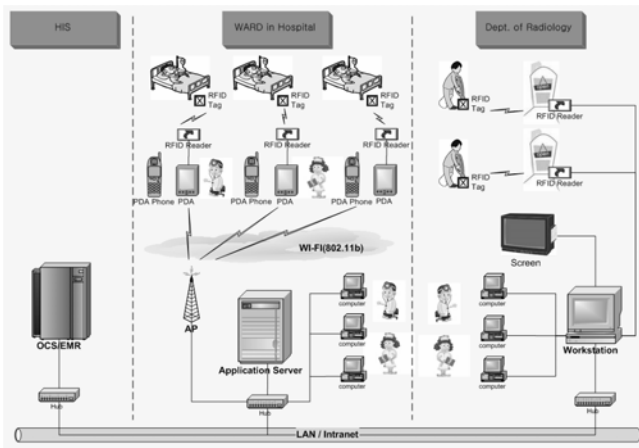 HIS
WARD in Hospital
Dept. of Radiology
RFID Tag
RFID Tag
RFID Tag
RFID Reader
RFID Reader
RFID Reader
PDA Phone
PDA
PDA Phone
PDA
PDA Phone
PDA
WI-FI(802.11b)
AP
OCS/EMR
Hub
Application Server
Hub
computer
computer
computer
RFID Tag
RFID Reader
RFID Tag
RFID Reader
Screen
computer
computer
computer
Workstation
Hub
LAN / Intranet